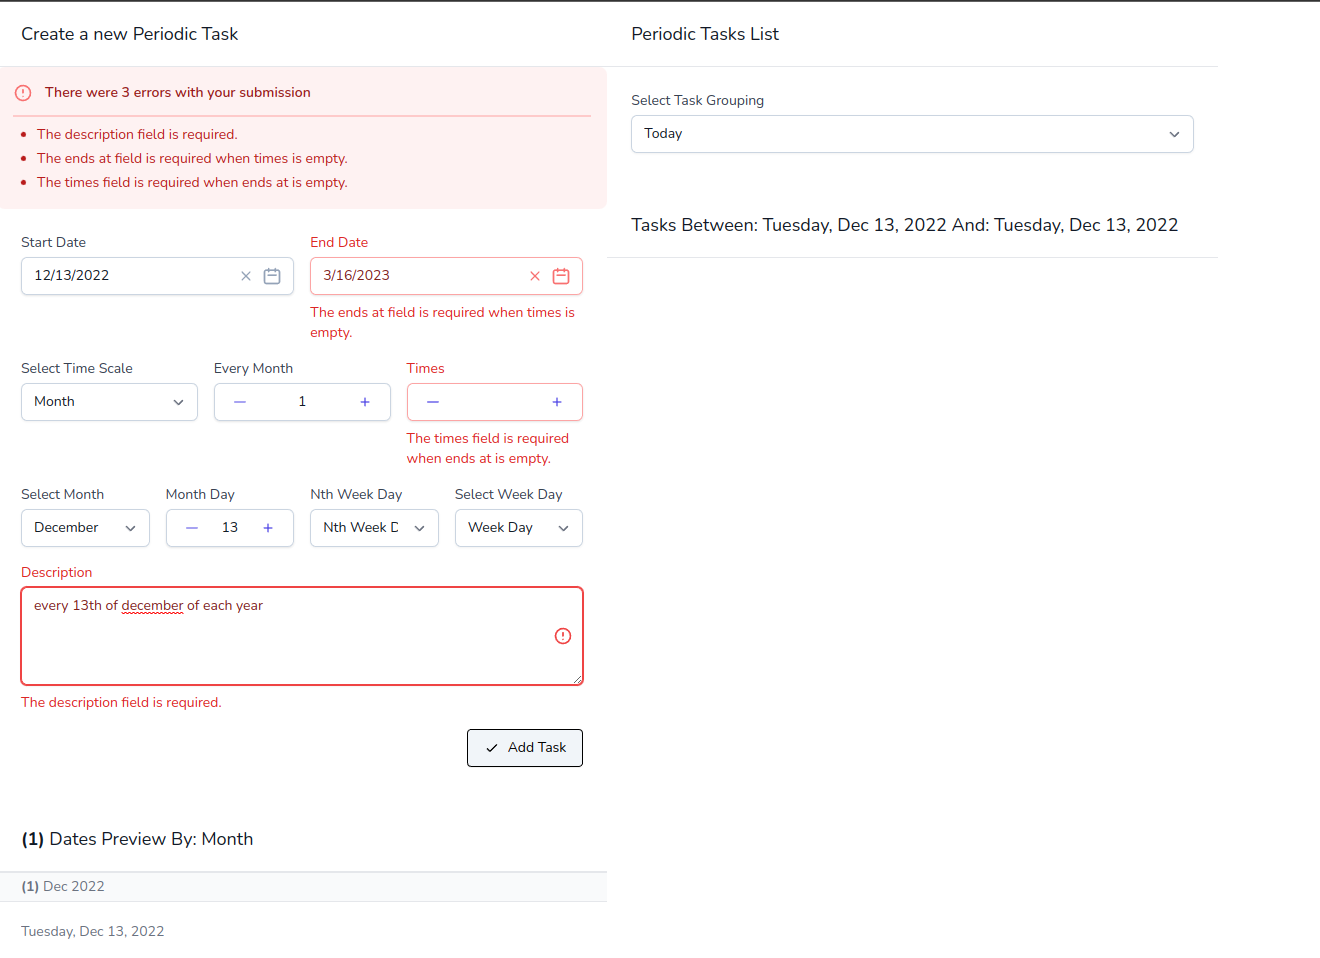 Create a new Periodic Task
There were 3 errors with your submission
The description field is required.
The ends at field is required when times is empty.
The times field is required when ends at is empty.
Start Date
End Date
12/13/2022
3/16/2023
The ends at field is required when times is
empty.
Select Time Scale
Every Month
Times
Month
1
The times field is required
when ends at is empty.
Select Month
Month Day
Nth Week Day
Select Week Day
December
13
Nth Week D
Week Day
Description
every 13th of december of each year
The description field is required.
Add Task
(1) Dates Preview By: Month
(1) Dec 2022
Tuesday, Dec 13, 2022
Periodic Tasks List
Select Task Grouping
Today
Tasks Between: Tuesday, Dec 13, 2022 And: Tuesday, Dec 13, 2022